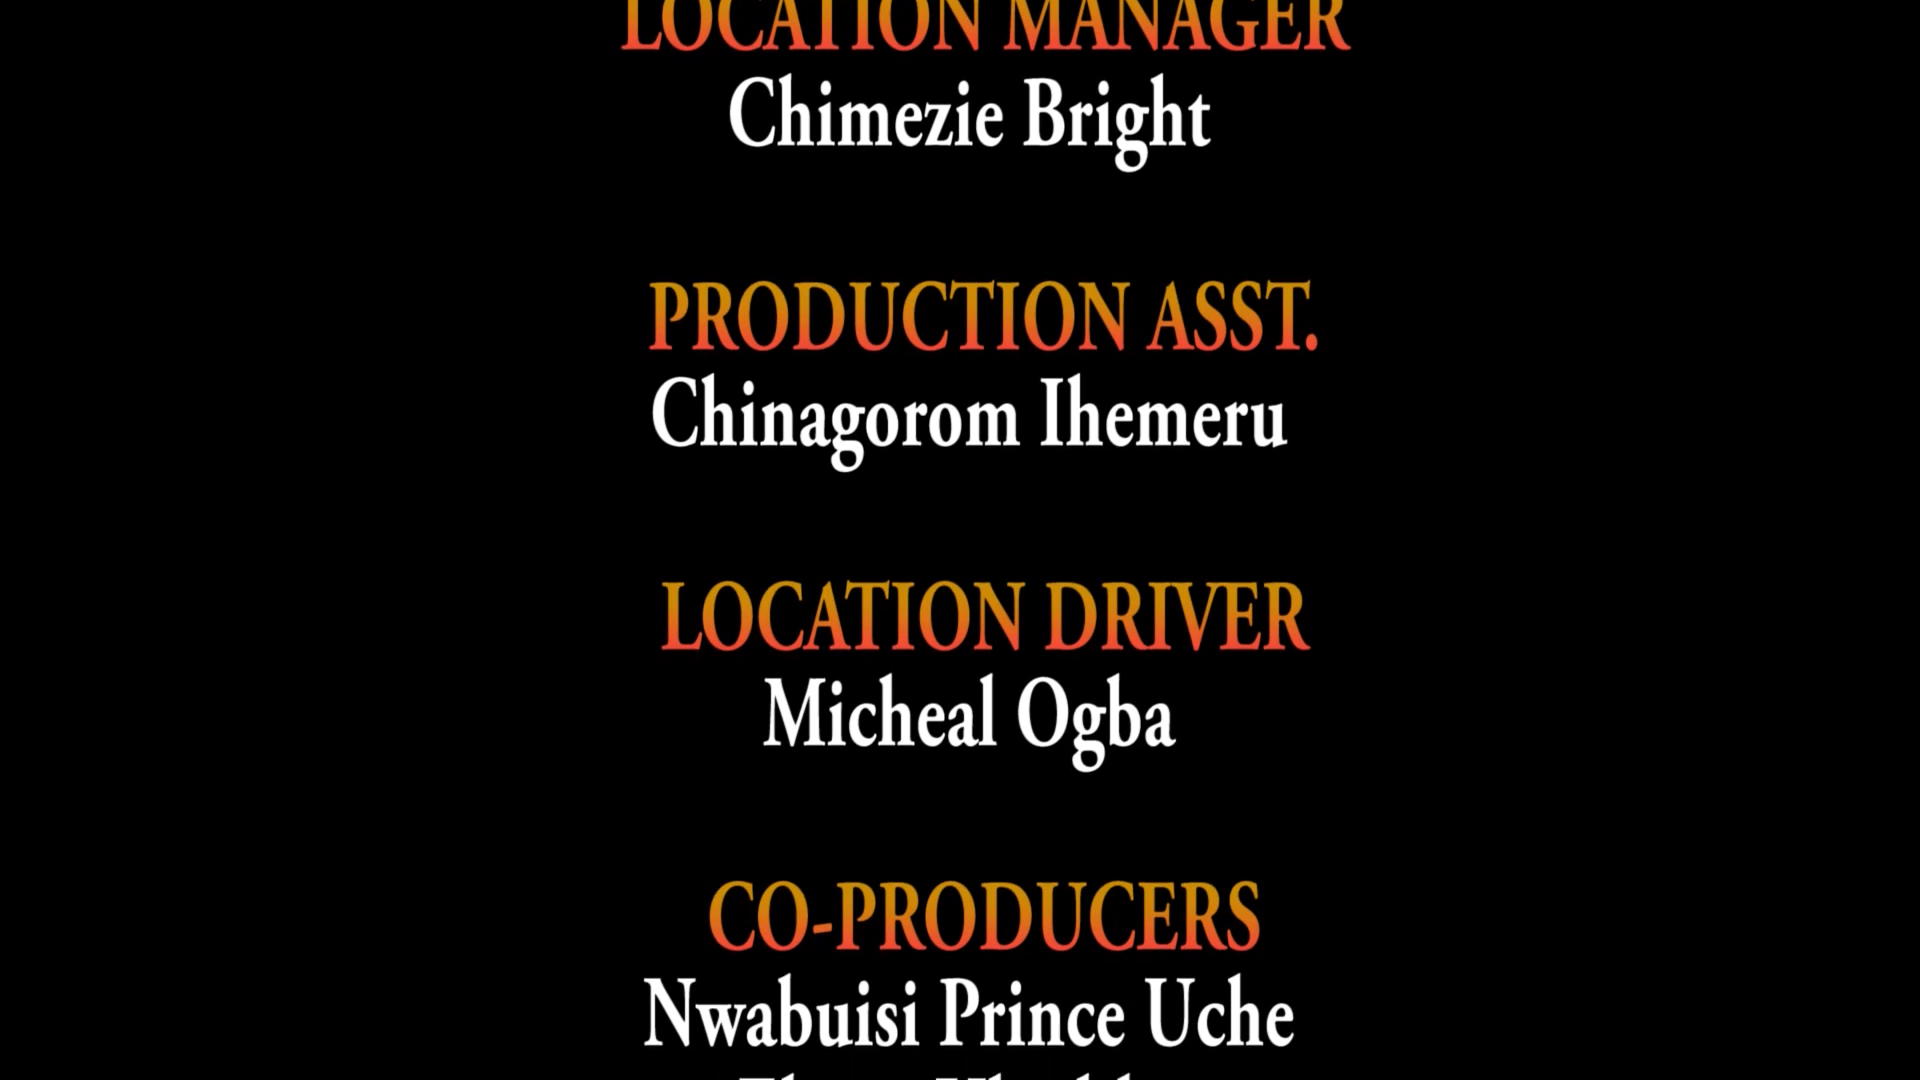 LOCATION MANAGER
Chimezie Bright
PRODUCTION ASST.
Chinagorom Ihemeru
LOCATION DRIVER
Micheal Ogba
CO-PRODUCERS
Nwabuisi Prince Uche